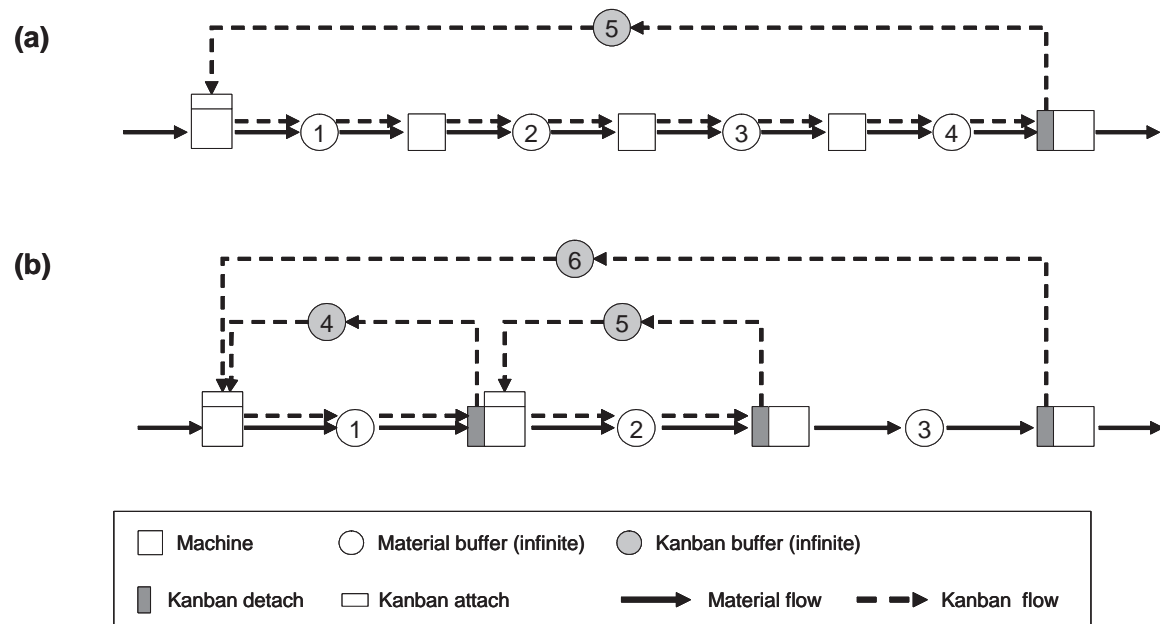 (a)
5
1
2
3
4
(b)
6
4
5
1
2
3
Machine
Material buffer (infinite)
Kanban buffer (infinite)
Kanban detach
Kanban attach
Material flow
Kanban flow